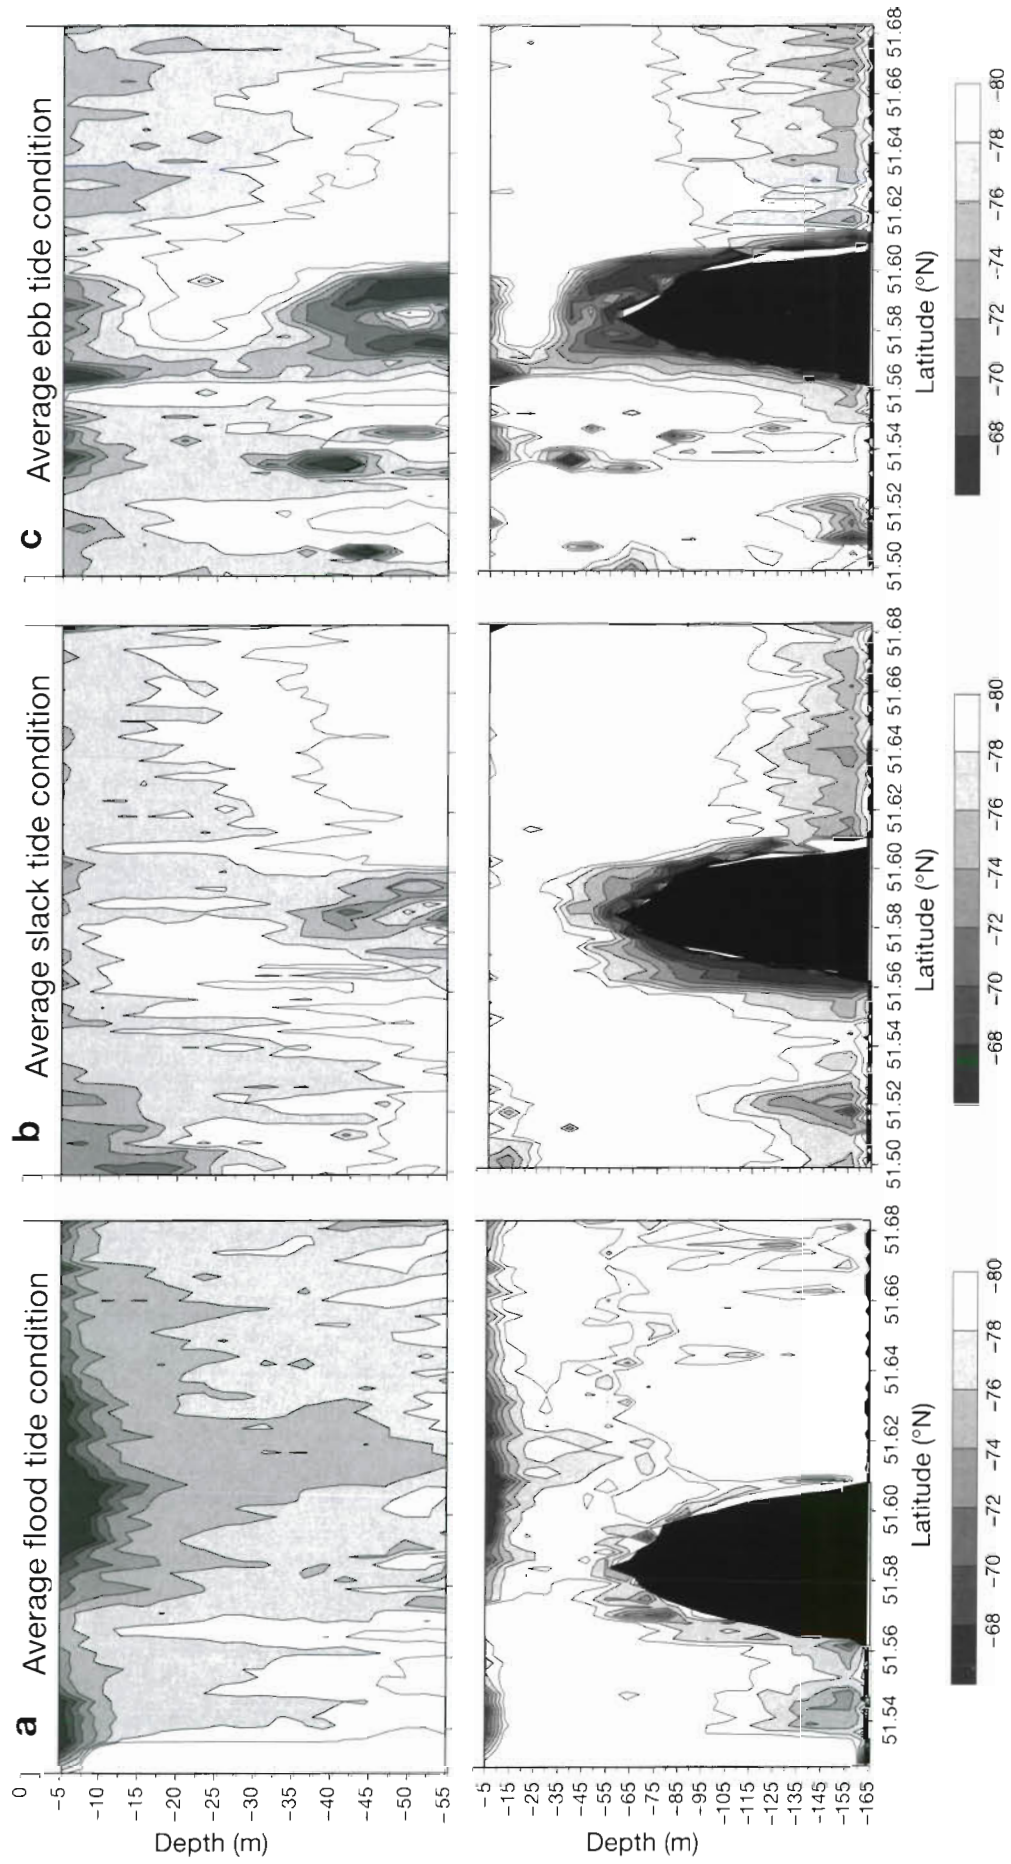 a Average flood tide condition
b Average slack tide condition
c Average ebb tide condition
Depth (m)
0
−5
−10
−15
−20
−25
−30
−35
−40
−45
−50
−55
Depth (m)
−5
−15
−25
−35
−45
−55
−65
−75
−85
−95
−105
−115
−125
−135
−145
−155
−165
51.54 51.56 51.58 51.60 51.62 51.64 51.66 51.68
Latitude (°N)
51.50 51.52 51.54 51.56 51.58 51.60 51.62 51.64 51.66 51.68
Latitude (°N)
51.50 51.52 51.54 51.56 51.58 51.60 51.62 51.64 51.66 51.68
Latitude (°N)
−68 −70 −72 −74 −76 −78 −80
−68 −70 −72 −74 −76 −78 −80
−68 −70 −72 −74 −76 −78 −80